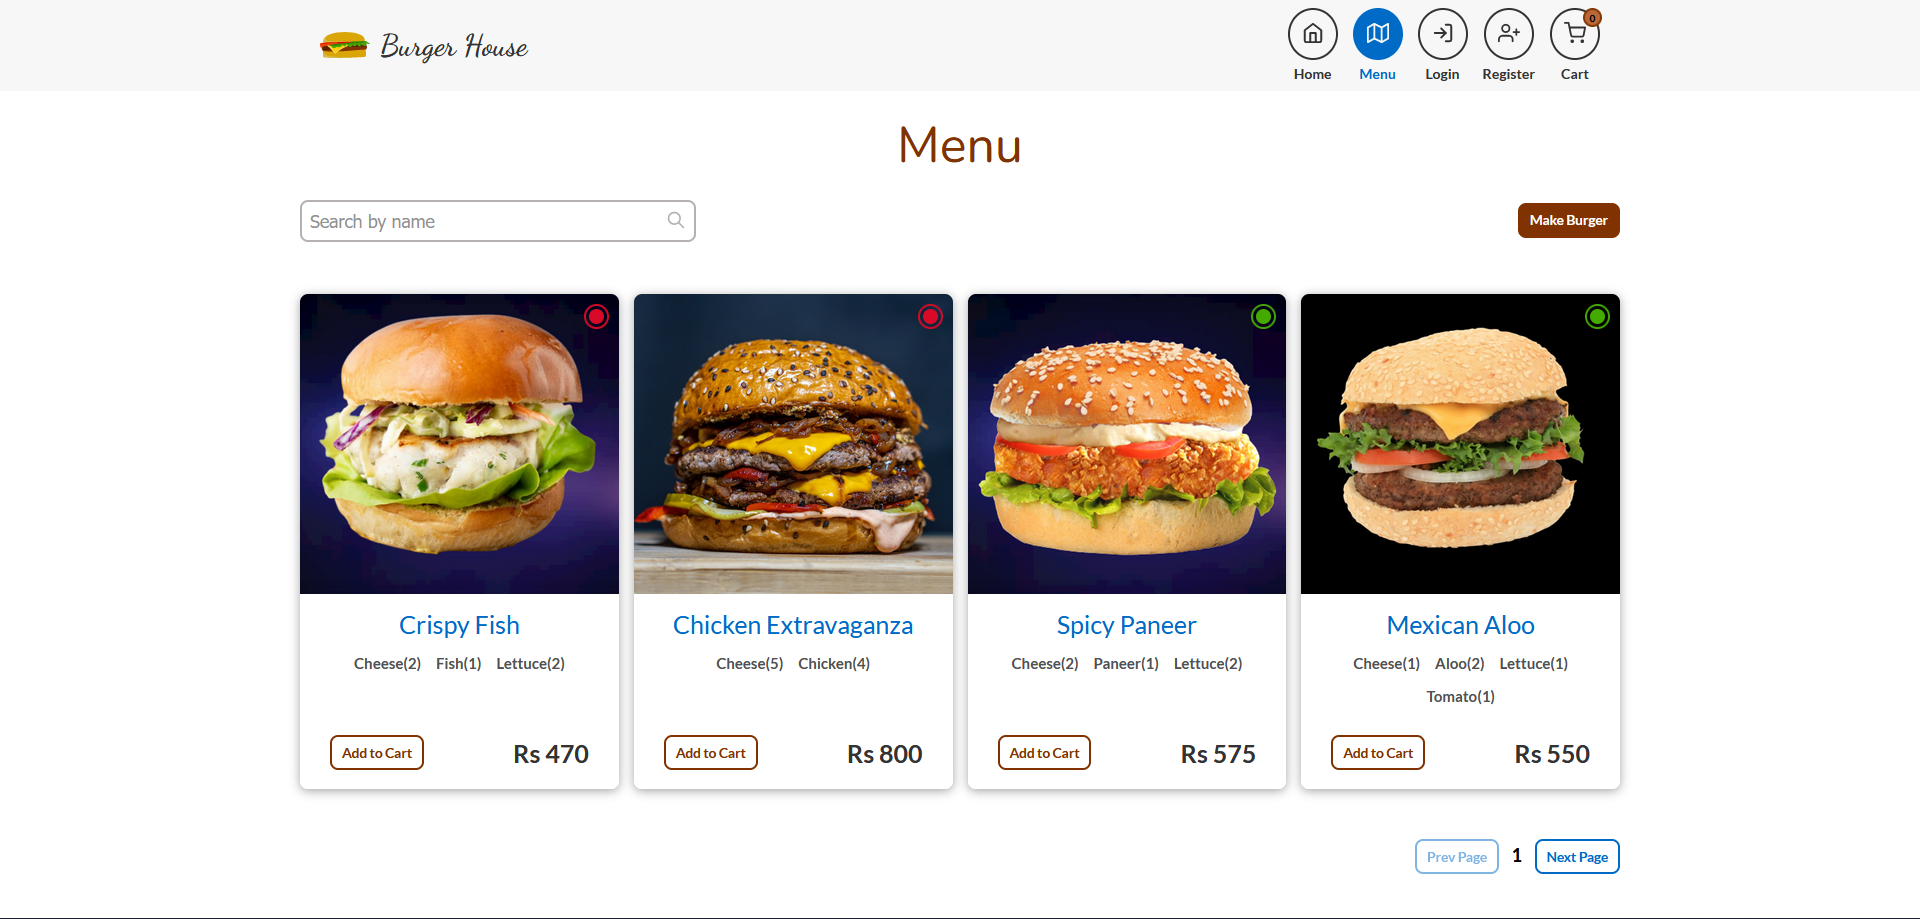 Burger House
0
Home Menu Login Register Cart
Menu
Search by name
Make Burger
Crispy Fish
Cheese(2) Fish(1) Lettuce(2)
Add to Cart Rs 470
Chicken Extravaganza
Cheese(5) Chicken(4)
Add to Cart Rs 800
Spicy Paneer
Cheese(2) Paneer(1) Lettuce(2)
Add to Cart Rs 575
Mexican Aloo
Cheese(1) Aloo(2) Lettuce(1)
Tomato(1)
Add to Cart Rs 550
Prev Page 1 Next Page